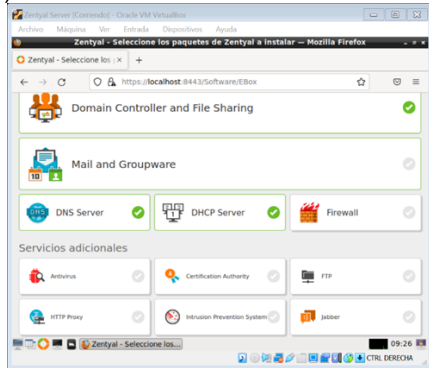 Zentyal Server [Corriendo] - Oracle VM VirtualBox
Archivo Máquina Ver Entrada Dispositivos Ayuda
Zentyal - Seleccione los paquetes de Zentyal a instalar — Mozilla Firefox
Zentyal - Seleccione los
https://localhost:8443/Software/EBox
Domain Controller and File Sharing
Mail and Groupware
10
DNS DNS Server
1 DHCP Server
Firewall
Servicios adicionales
Antivirus
Certification Authority
FTP
HTTP Proxy
Intrusion Prevention System
Jabber
Zentyal - Seleccione los...
09:26
CTRL DERECHA